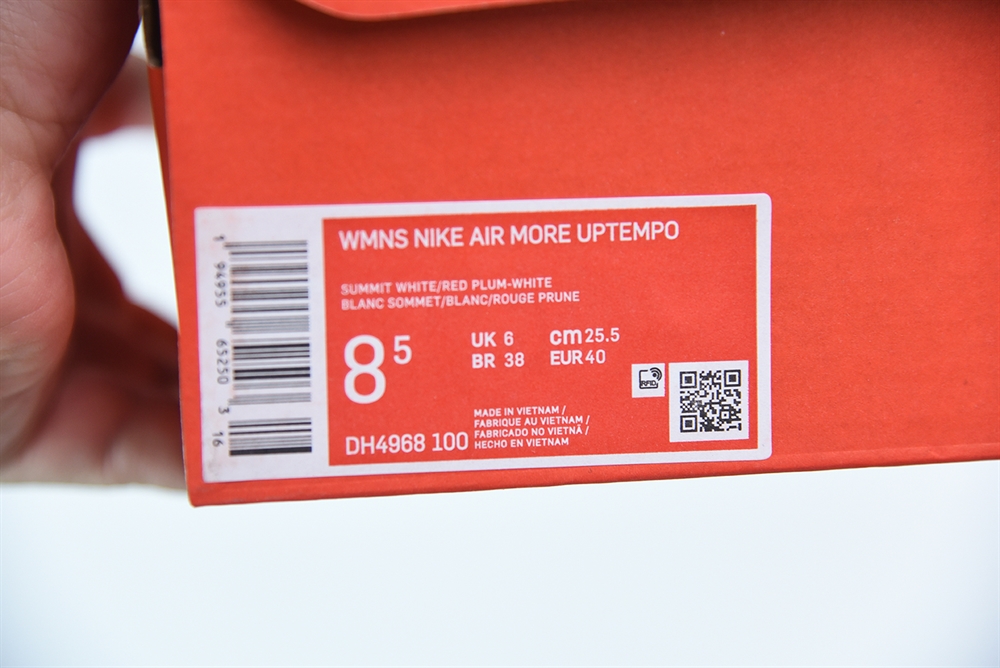 WMNS NIKE AIR MORE UPTEMPO
SUMMIT WHITE/RED PLUM-WHITE
BLANC SOMMET/BLANC/ROUGE PRUNE
8 5
UK 6 cm 25.5
BR 38 EUR 40
RFID
MADE IN VIETNAM /
FABRIQUE AU VIETNAM /
FABRICADO NO VIETNÃ /
HECHO EN VIETNAM
DH4968 100
1 94955 65250 3 16